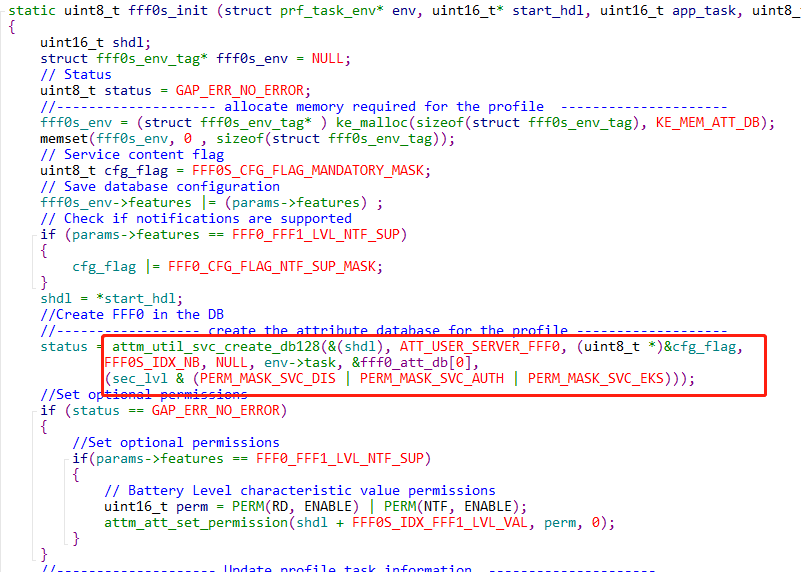 static uint8_t fff0s_init (struct prf_task_env* env, uint16_t* start_hdl, uint16_t app_task, uint8_
{
uint16_t shdl;
struct fff0s_env_tag* fff0s_env = NULL;
// Status
uint8_t status = GAP_ERR_NO_ERROR;
//-------------------- allocate memory required for the profile ---------------------
fff0s_env = (struct fff0s_env_tag* ) ke_malloc(sizeof(struct fff0s_env_tag), KE_MEM_ATT_DB);
memset(fff0s_env, 0 , sizeof(struct fff0s_env_tag));
// Service content flag
uint8_t cfg_flag = FFF0S_CFG_FLAG_MANDATORY_MASK;
// Save database configuration
fff0s_env->features |= (params->features) ;
// Check if notifications are supported
if (params->features == FFF0_FFF1_LVL_NTF_SUP)
{
cfg_flag |= FFF0_CFG_FLAG_NTF_SUP_MASK;
}
shdl = *start_hdl;
//Create FFF0 in the DB
//------------------ create the attribute database for the profile -------------------
status = attm_util_svc_create_db128(&(shdl), ATT_USER_SERVER_FFF0, (uint8_t *)&cfg_flag,
FFF0S_IDX_NB, NULL, env->task, &fff0_att_db[0],
(sec_lvl & (PERM_MASK_SVC_DIS | PERM_MASK_SVC_AUTH | PERM_MASK_SVC_EKS)));
//Set optional permissions
if (status == GAP_ERR_NO_ERROR)
{
//Set optional permissions
if(params->features == FFF0_FFF1_LVL_NTF_SUP)
{
// Battery Level characteristic value permissions
uint16_t perm = PERM(RD, ENABLE) | PERM(NTF, ENABLE);
attm_att_set_permission(shdl + FFF0S_IDX_FFF1_LVL_VAL, perm, 0);
}
}
//-------------------- Update profile task information ---------------------